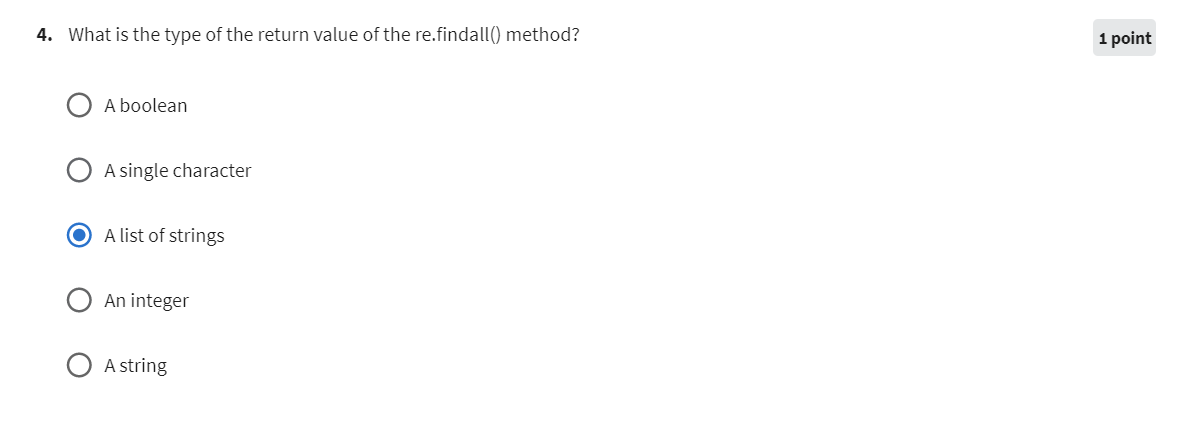 4. What is the type of the return value of the re.findall() method?
1 point
A boolean
A single character
A list of strings
An integer
A string